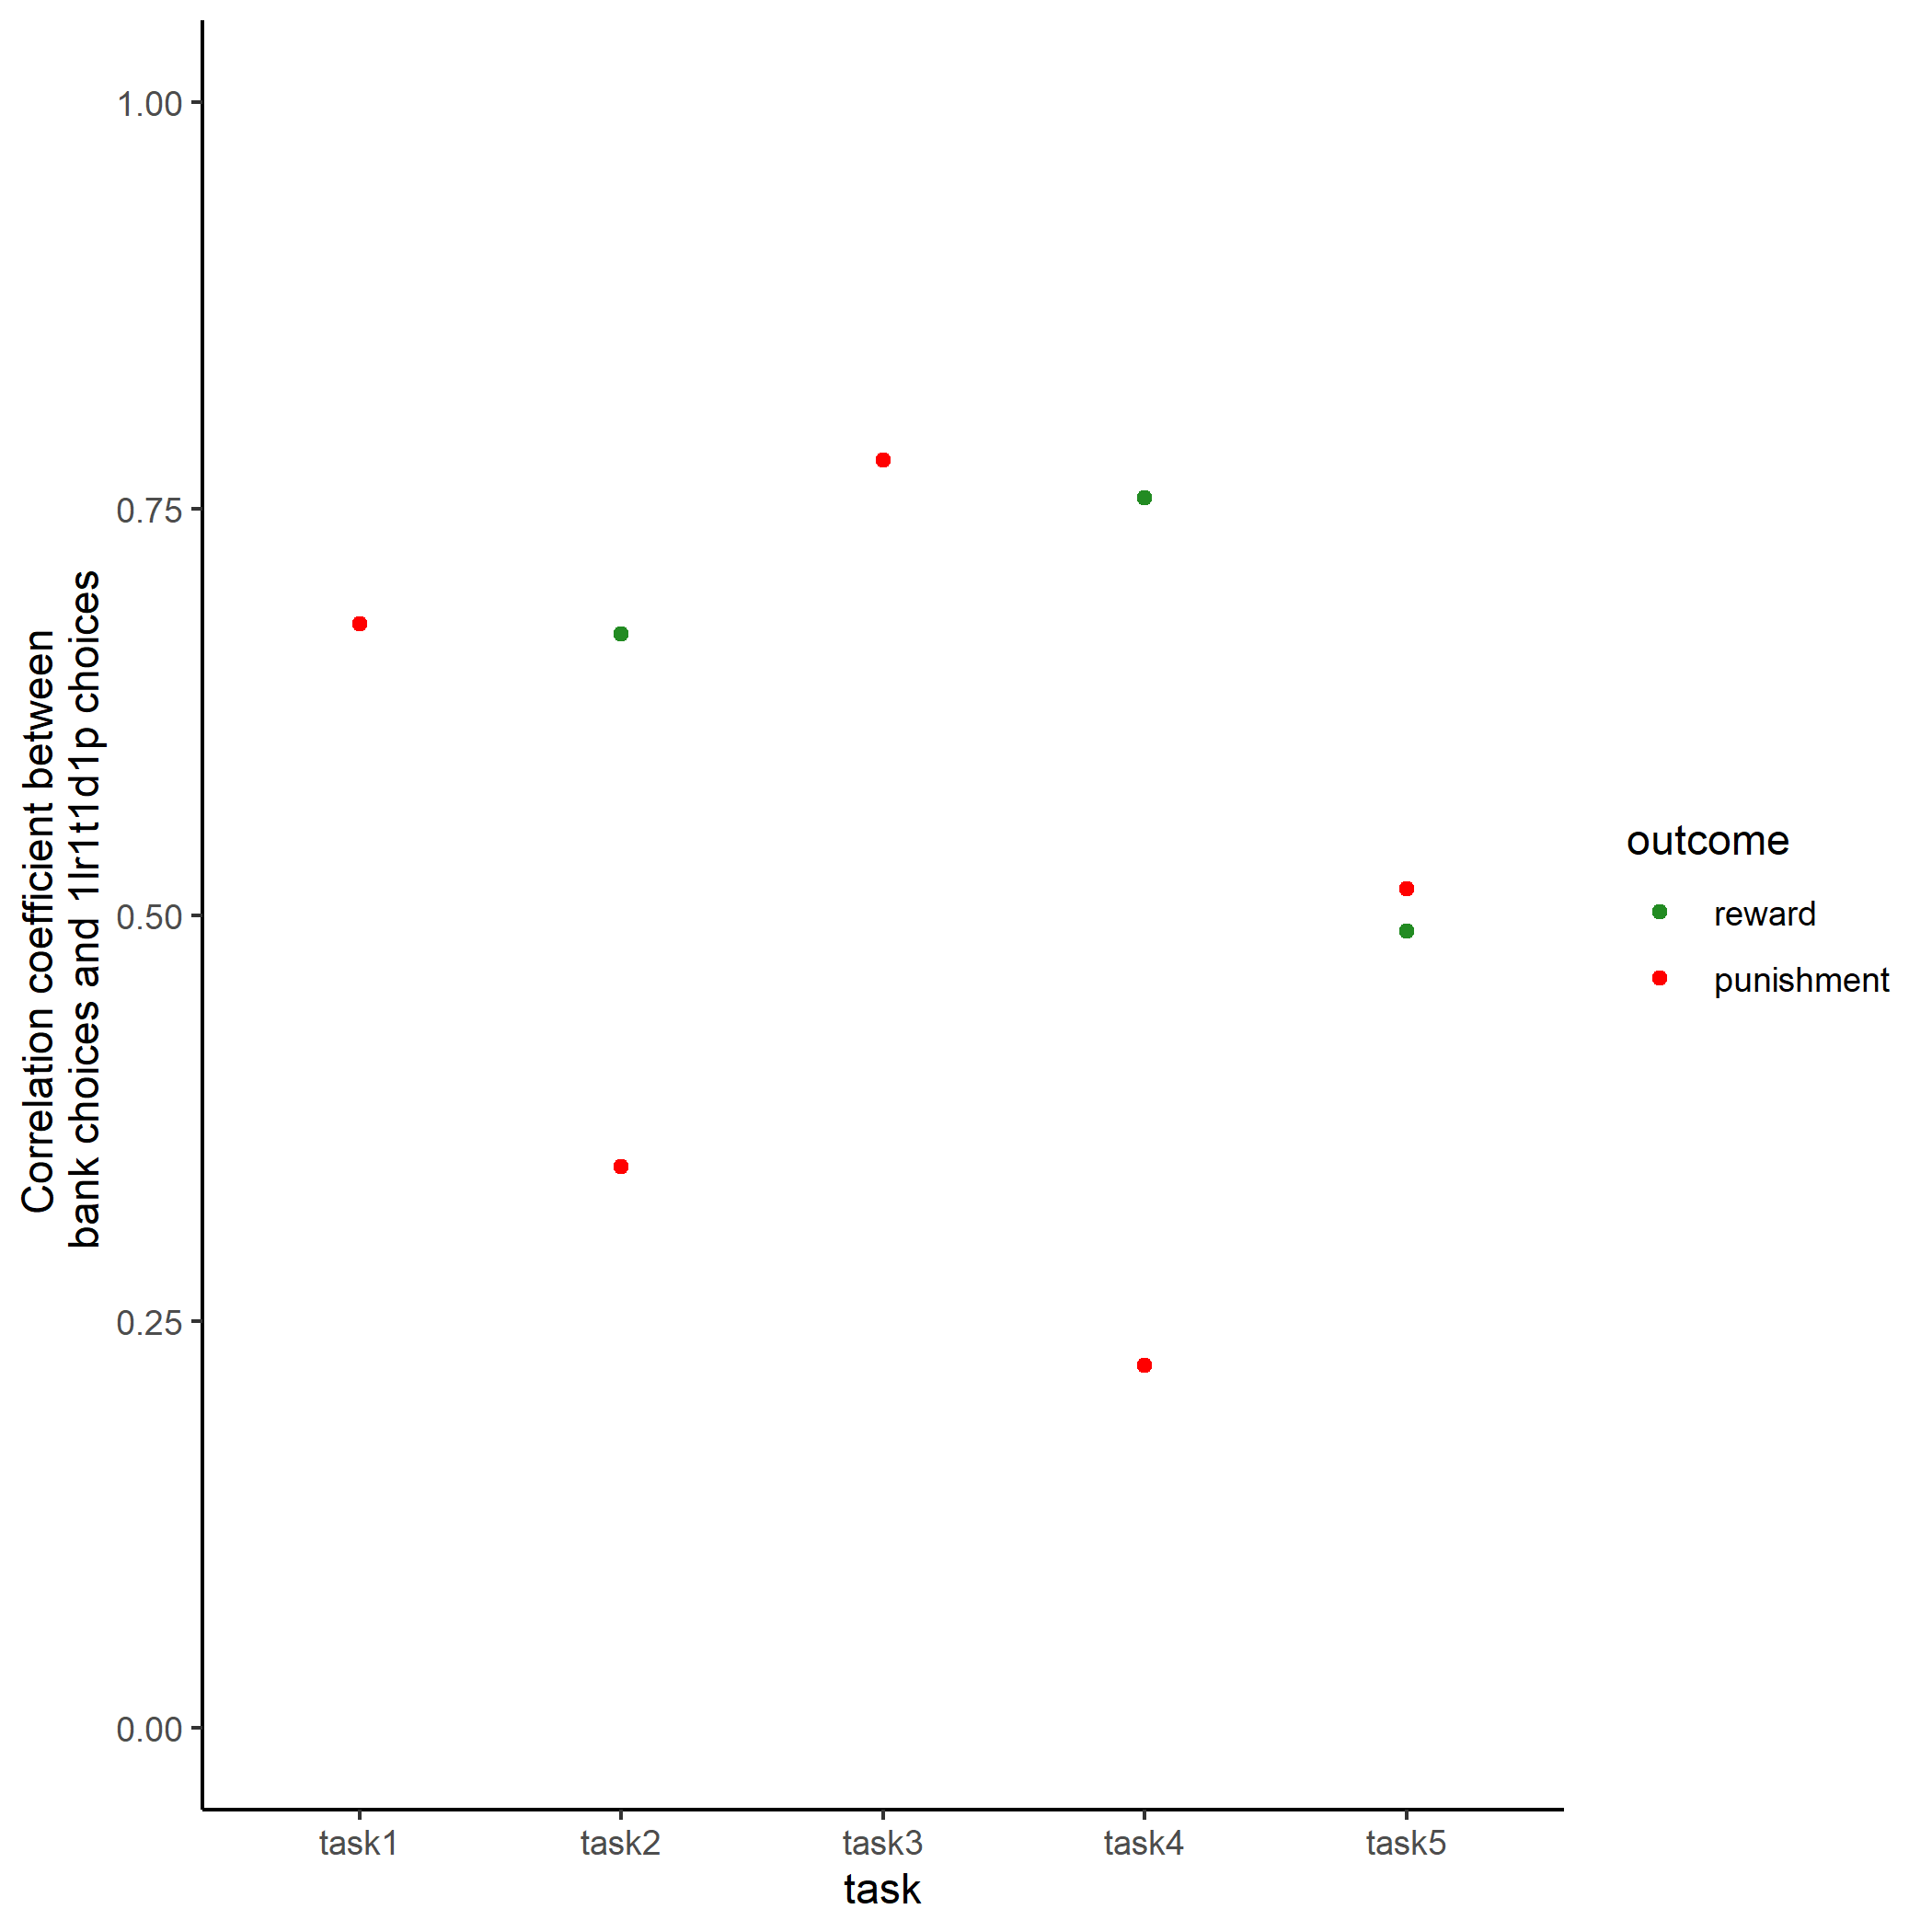 Correlation coefficient between
bank choices and 1lr1t1d1p choices
1.00
0.75
0.50
0.25
0.00
task1
task2
task3
task4
task5
task
outcome
reward
punishment